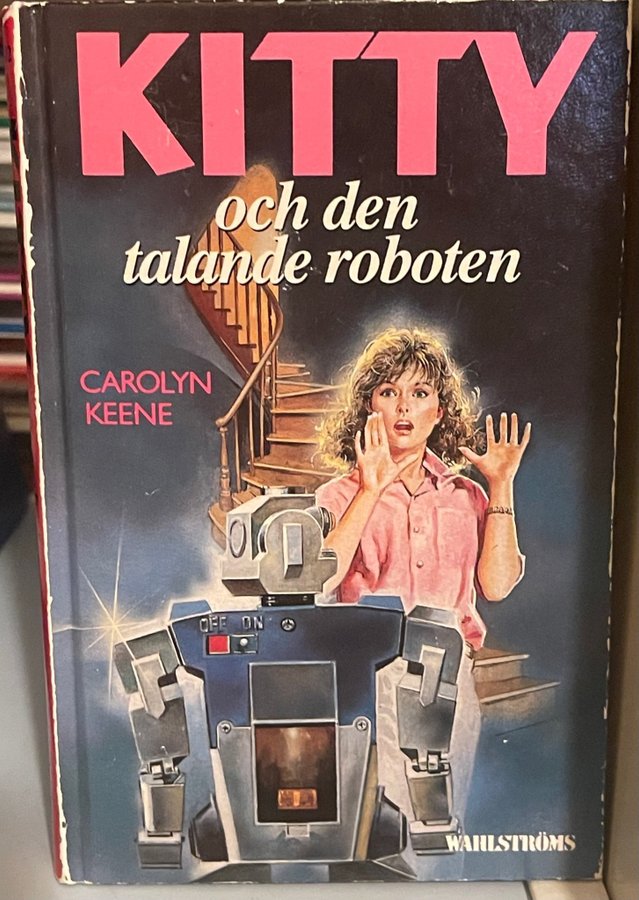 KITTY
och den
talande roboten
CAROLYN
KEENE
OFF ON
WAHLSTRÖMS